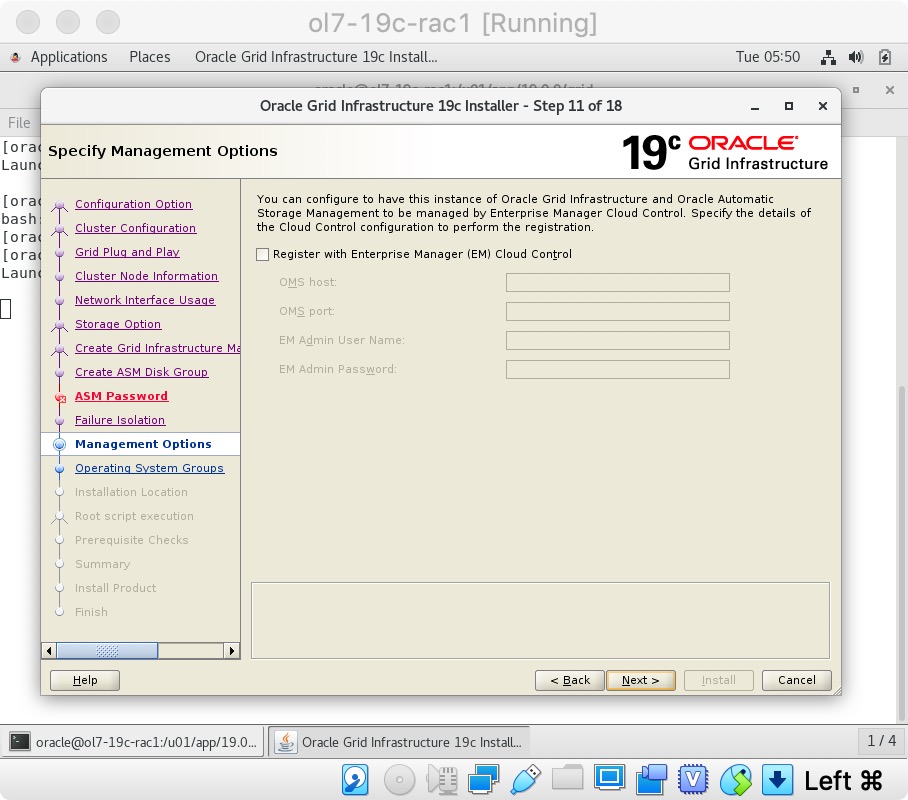 ol7-19c-rac1 [Running]
Applications Places Oracle Grid Infrastructure 19c Install... Tue 05:50
Oracle Grid Infrastructure 19c Installer - Step 11 of 18
File
Specify Management Options
19c ORACLE
Grid Infrastructure
[orac
Laun
[orac
bash:
[orac
[orac
Laun
Configuration Option
Cluster Configuration
Grid Plug and Play
Cluster Node Information
Network Interface Usage
Storage Option
Create Grid Infrastructure Ma
Create ASM Disk Group
ASM Password
Failure Isolation
Management Options
Operating System Groups
Installation Location
Root script execution
Prerequisite Checks
Summary
Install Product
Finish
You can configure to have this instance of Oracle Grid Infrastructure and Oracle Automatic
Storage Management to be managed by Enterprise Manager Cloud Control. Specify the details of
the Cloud Control configuration to perform the registration.
Register with Enterprise Manager (EM) Cloud Control
OMS host:
OMS port:
EM Admin User Name:
EM Admin Password:
Help < Back Next > Install Cancel
oracle@ol7-19c-rac1:/u01/app/19.0... Oracle Grid Infrastructure 19c Install... 1 / 4
Left ⌘